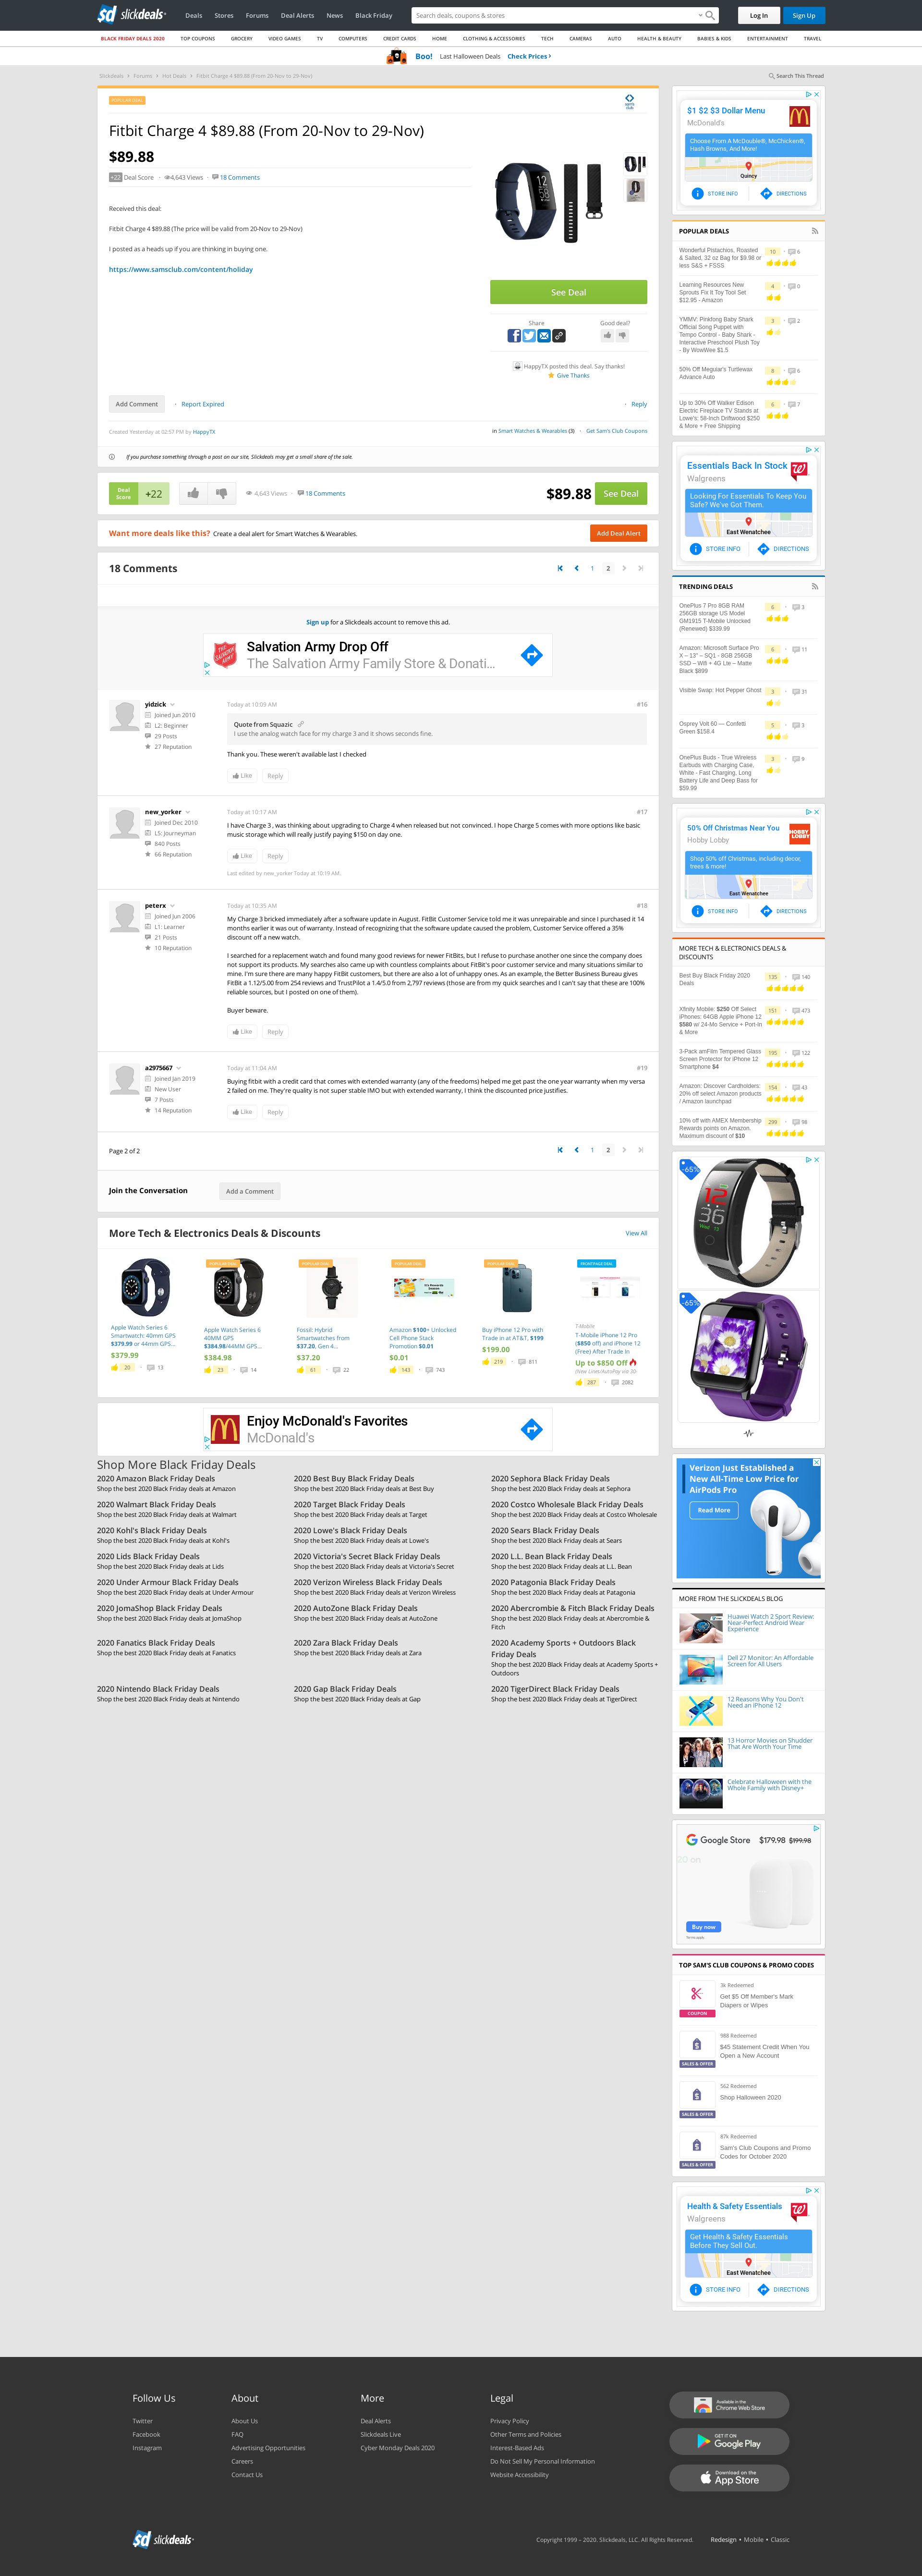 slickdeals
Deals
Stores
Forums
Deal Alerts
News
Black Friday
Search deals, coupons & stores
Log In
Sign Up
BLACK FRIDAY DEALS 2020
TOP COUPONS
GROCERY
VIDEO GAMES
TV
COMPUTERS
CREDIT CARDS
HOME
CLOTHING & ACCESSORIES
TECH
CAMERAS
AUTO
HEALTH & BEAUTY
BABIES & KIDS
ENTERTAINMENT
TRAVEL
Boo! Last Halloween Deals Check Prices ›
Slickdeals › Forums › Hot Deals › Fitbit Charge 4 $89.88 (From 20-Nov to 29-Nov)
Search This Thread
POPULAR DEAL
Fitbit Charge 4 $89.88 (From 20-Nov to 29-Nov)
$89.88
+22 Deal Score
4,643 Views
18 Comments
Received this deal:
Fitbit Charge 4 $89.88 (The price will be valid from 20-Nov to 29-Nov)
I posted as a heads up if you are thinking in buying one.
https://www.samsclub.com/content/holiday
See Deal
Share
Good deal?
HappyTX posted this deal. Say thanks!
Give Thanks
Add Comment
Report Expired
Reply
Created Yesterday at 02:57 PM by HappyTX
in Smart Watches & Wearables (3)
Get Sam's Club Coupons
If you purchase something through a post on our site, Slickdeals may get a small share of the sale.
Deal Score
+22
4,643 Views
18 Comments
$89.88
See Deal
Want more deals like this? Create a deal alert for Smart Watches & Wearables.
Add Deal Alert
18 Comments
1 2
Sign up for a Slickdeals account to remove this ad.
Salvation Army Drop Off
The Salvation Army Family Store & Donati...
yidzick
Joined Jun 2010
L2: Beginner
29 Posts
27 Reputation
Today at 10:09 AM
#16
Quote from Squazic
I use the analog watch face for my charge 3 and it shows seconds fine.
Thank you. These weren't available last I checked
Like
Reply
new_yorker
Joined Dec 2010
L5: Journeyman
840 Posts
66 Reputation
Today at 10:17 AM
#17
I have Charge 3 , was thinking about upgrading to Charge 4 when released but not convinced. I hope Charge 5 comes with more options like basic
music storage which will really justify paying $150 on day one.
Like
Reply
Last edited by new_yorker Today at 10:19 AM.
peterx
Joined Jun 2006
L1: Learner
21 Posts
10 Reputation
Today at 10:35 AM
#18
My Charge 3 bricked immediately after a software update in August. FitBit Customer Service told me it was unrepairable and since I purchased it 14
months earlier it was out of warranty. Instead of recognizing that the software update caused the problem, Customer Service offered a 35%
discount off a new watch.
I searched for a replacement watch and found many good reviews for newer FitBits, but I refuse to purchase another one since the company does
not support its products. My searches also came up with countless complaints about FitBit's poor customer service and many situations similar to
mine. I'm sure there are many happy FitBit customers, but there are also a lot of unhappy ones. As an example, the Better Business Bureau gives
FitBit a 1.12/5.00 from 254 reviews and TrustPilot a 1.4/5.0 from 2,797 reviews (those are from my quick searches and I can't say that these are 100%
reliable sources, but I posted on one of them).
Buyer beware.
Like
Reply
a2975667
Joined Jan 2019
New User
7 Posts
14 Reputation
Today at 11:04 AM
#19
Buying fitbit with a credit card that comes with extended warranty (any of the freedoms) helped me get past the one year warranty when my versa
2 failed on me. They're quality is not super stable IMO but with extended warranty, I think the discounted price justifies.
Like
Reply
Page 2 of 2
1 2
Join the Conversation
Add a Comment
More Tech & Electronics Deals & Discounts
View All
Apple Watch Series 6
Smartwatch: 40mm GPS
$379.99 or 44mm GPS...
$379.99
20 13
POPULAR DEAL
Apple Watch Series 6
40MM GPS
$384.98/44MM GPS...
$384.98
23 14
POPULAR DEAL
Fossil: Hybrid
Smartwatches from
$37.20, Gen 4...
$37.20
61 22
POPULAR DEAL
Amazon $100+ Unlocked
Cell Phone Stack
Promotion $0.01
$0.01
143 743
POPULAR DEAL
Buy iPhone 12 Pro with
Trade in at AT&T, $199
$199.00
219 811
FRONTPAGE DEAL
T-Mobile
T-Mobile iPhone 12 Pro
($850 off) and iPhone 12
(Free) After Trade In
Up to $850 Off
(New Lines/AutoPay via 30
287 2082
Enjoy McDonald's Favorites
McDonald's
Shop More Black Friday Deals
2020 Amazon Black Friday Deals
Shop the best 2020 Black Friday deals at Amazon
2020 Best Buy Black Friday Deals
Shop the best 2020 Black Friday deals at Best Buy
2020 Sephora Black Friday Deals
Shop the best 2020 Black Friday deals at Sephora
2020 Walmart Black Friday Deals
Shop the best 2020 Black Friday deals at Walmart
2020 Target Black Friday Deals
Shop the best 2020 Black Friday deals at Target
2020 Costco Wholesale Black Friday Deals
Shop the best 2020 Black Friday deals at Costco Wholesale
2020 Kohl's Black Friday Deals
Shop the best 2020 Black Friday deals at Kohl's
2020 Lowe's Black Friday Deals
Shop the best 2020 Black Friday deals at Lowe's
2020 Sears Black Friday Deals
Shop the best 2020 Black Friday deals at Sears
2020 Lids Black Friday Deals
Shop the best 2020 Black Friday deals at Lids
2020 Victoria's Secret Black Friday Deals
Shop the best 2020 Black Friday deals at Victoria's Secret
2020 L.L. Bean Black Friday Deals
Shop the best 2020 Black Friday deals at L.L. Bean
2020 Under Armour Black Friday Deals
Shop the best 2020 Black Friday deals at Under Armour
2020 Verizon Wireless Black Friday Deals
Shop the best 2020 Black Friday deals at Verizon Wireless
2020 Patagonia Black Friday Deals
Shop the best 2020 Black Friday deals at Patagonia
2020 JomaShop Black Friday Deals
Shop the best 2020 Black Friday deals at JomaShop
2020 AutoZone Black Friday Deals
Shop the best 2020 Black Friday deals at AutoZone
2020 Abercrombie & Fitch Black Friday Deals
Shop the best 2020 Black Friday deals at Abercrombie &
Fitch
2020 Fanatics Black Friday Deals
Shop the best 2020 Black Friday deals at Fanatics
2020 Zara Black Friday Deals
Shop the best 2020 Black Friday deals at Zara
2020 Academy Sports + Outdoors Black
Friday Deals
Shop the best 2020 Black Friday deals at Academy Sports +
Outdoors
2020 Nintendo Black Friday Deals
Shop the best 2020 Black Friday deals at Nintendo
2020 Gap Black Friday Deals
Shop the best 2020 Black Friday deals at Gap
2020 TigerDirect Black Friday Deals
Shop the best 2020 Black Friday deals at TigerDirect
$1 $2 $3 Dollar Menu
McDonald's
Choose From A McDouble®, McChicken®,
Hash Browns, And More!
Quincy
STORE INFO
DIRECTIONS
POPULAR DEALS
Wonderful Pistachios, Roasted
& Salted, 32 oz Bag for $9.98 or
less S&S + FSSS
10 6
Learning Resources New
Sprouts Fix It Toy Tool Set
$12.95 - Amazon
4 0
YMMV: Pinkfong Baby Shark
Official Song Puppet with
Tempo Control - Baby Shark -
Interactive Preschool Plush Toy
- By WowWee $1.5
3 2
50% Off Meguiar's Turtlewax
Advance Auto
8 6
Up to 30% Off Walker Edison
Electric Fireplace TV Stands at
Lowe's: 58-Inch Driftwood $250
& More + Free Shipping
6 7
Essentials Back In Stock
Walgreens
Looking For Essentials To Keep You
Safe? We've Got Them.
East Wenatchee
STORE INFO
DIRECTIONS
TRENDING DEALS
OnePlus 7 Pro 8GB RAM
256GB storage US Model
GM1915 T-Mobile Unlocked
(Renewed) $339.99
6 3
Amazon: Microsoft Surface Pro
X – 13" – SQ1 - 8GB 256GB
SSD – Wifi + 4G Lte – Matte
Black $899
6 11
Visible Swap: Hot Pepper Ghost
3 31
Osprey Volt 60 — Confetti
Green $158.4
5 3
OnePlus Buds - True Wireless
Earbuds with Charging Case,
White - Fast Charging, Long
Battery Life and Deep Bass for
$59.99
3 9
50% Off Christmas Near You
Hobby Lobby
HOBBY LOBBY
Shop 50% off Christmas, including decor,
trees & more!
East Wenatchee
STORE INFO
DIRECTIONS
MORE TECH & ELECTRONICS DEALS &
DISCOUNTS
Best Buy Black Friday 2020
Deals
135 140
Xfinity Mobile: $250 Off Select
iPhones: 64GB Apple iPhone 12
$580 w/ 24-Mo Service + Port-In
& More
151 473
3-Pack amFilm Tempered Glass
Screen Protector for iPhone 12
Smartphone $4
195 122
Amazon: Discover Cardholders:
20% off select Amazon products
/ Amazon launchpad
154 43
10% off with AMEX Membership
Rewards points on Amazon.
Maximum discount of $10
299 98
-65%
12
36
-65%
Verizon Just Established a
New All-Time Low Price for
AirPods Pro
Read More
MORE FROM THE SLICKDEALS BLOG
Huawei Watch 2 Sport Review:
Near-Perfect Android Wear
Experience
Dell 27 Monitor: An Affordable
Screen for All Users
12 Reasons Why You Don't
Need an iPhone 12
13 Horror Movies on Shudder
That Are Worth Your Time
Celebrate Halloween with the
Whole Family with Disney+
Google Store
$179.98 $199.98
Buy now
TOP SAM'S CLUB COUPONS & PROMO CODES
3k Redeemed
Get $5 Off Member's Mark
Diapers or Wipes
COUPON
988 Redeemed
$45 Statement Credit When You
Open a New Account
SALES & OFFER
562 Redeemed
Shop Halloween 2020
SALES & OFFER
87k Redeemed
Sam's Club Coupons and Promo
Codes for October 2020
SALES & OFFER
Health & Safety Essentials
Walgreens
Get Health & Safety Essentials
Before They Sell Out.
East Wenatchee
STORE INFO
DIRECTIONS
Follow Us
Twitter
Facebook
Instagram
About
About Us
FAQ
Advertising Opportunities
Careers
Contact Us
More
Deal Alerts
Slickdeals Live
Cyber Monday Deals 2020
Legal
Privacy Policy
Other Terms and Policies
Interest-Based Ads
Do Not Sell My Personal Information
Website Accessibility
Available in the
Chrome Web Store
GET IT ON
Google Play
Download on the
App Store
slickdeals
Copyright 1999 – 2020. Slickdeals, LLC. All Rights Reserved.
Redesign • Mobile • Classic